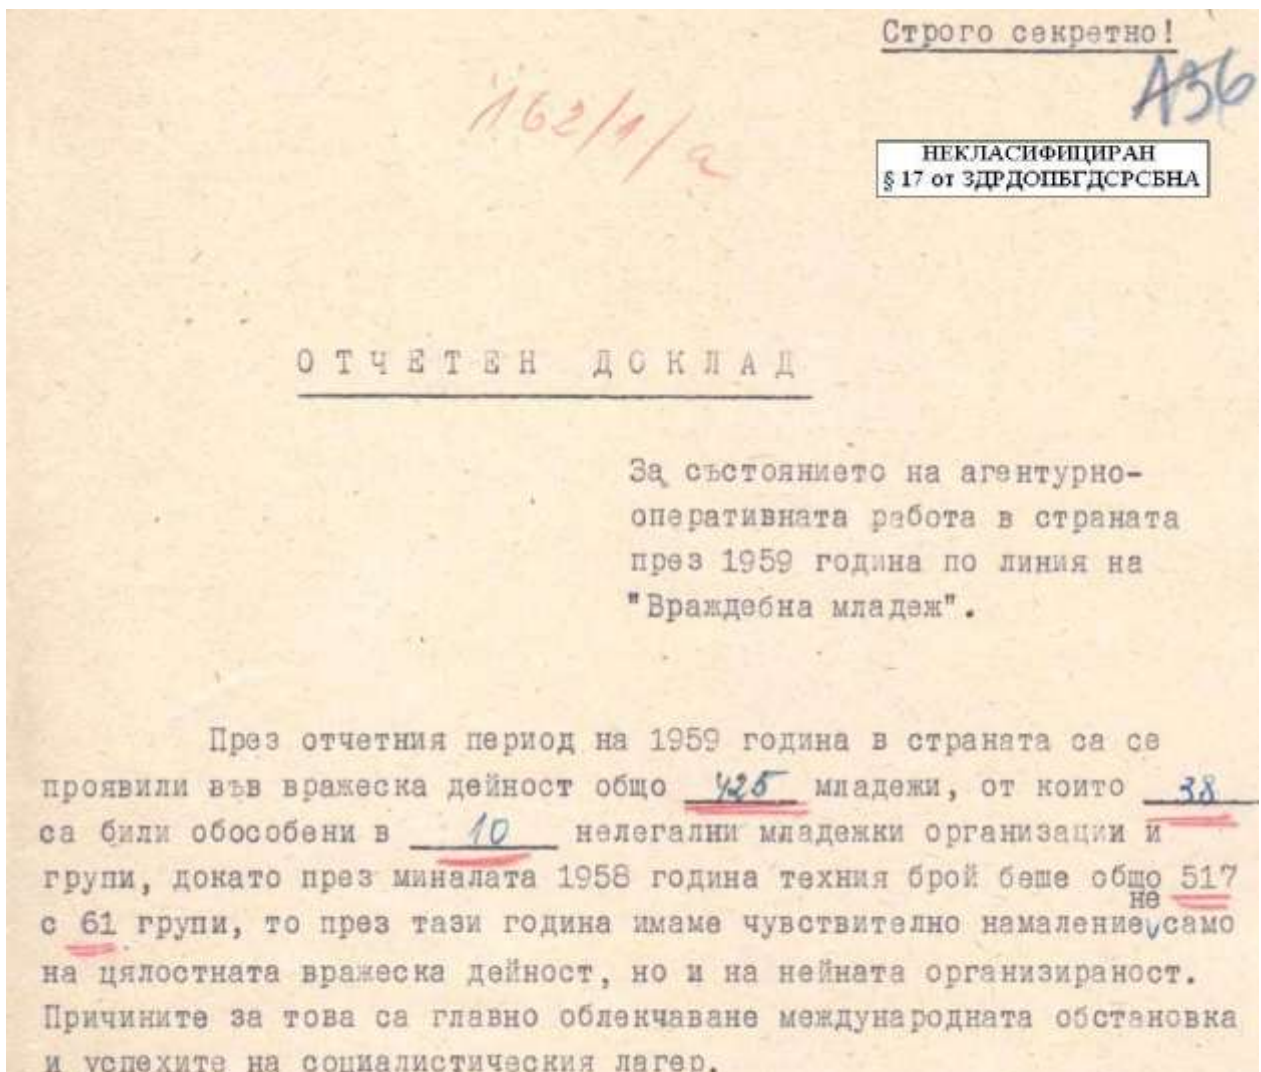 Строго секретно!
А36
162/1/а
НЕКЛАСИФИЦИРАН
§ 17 от ЗДРДОПБГДСРСБНА
ОТЧЕТЕН ДОКЛАД
За състоянието на агентурно-
оперативната работа в страната
през 1959 година по линия на
"Враждебна младеж".
През отчетния период на 1959 година в страната са се
проявили във вражеска дейност общо 425 младежи, от които 38
са били обособени в 10 нелегални младежки организации и
групи, докато през миналата 1958 година техния брой беше общо 517
с 61 групи, то през тази година имаме чувствително намаление не само
на цялостната вражеска дейност, но и на нейната организираност.
Причините за това са главно облекчаване международната обстановка
и успехите на социалистическия лагер.